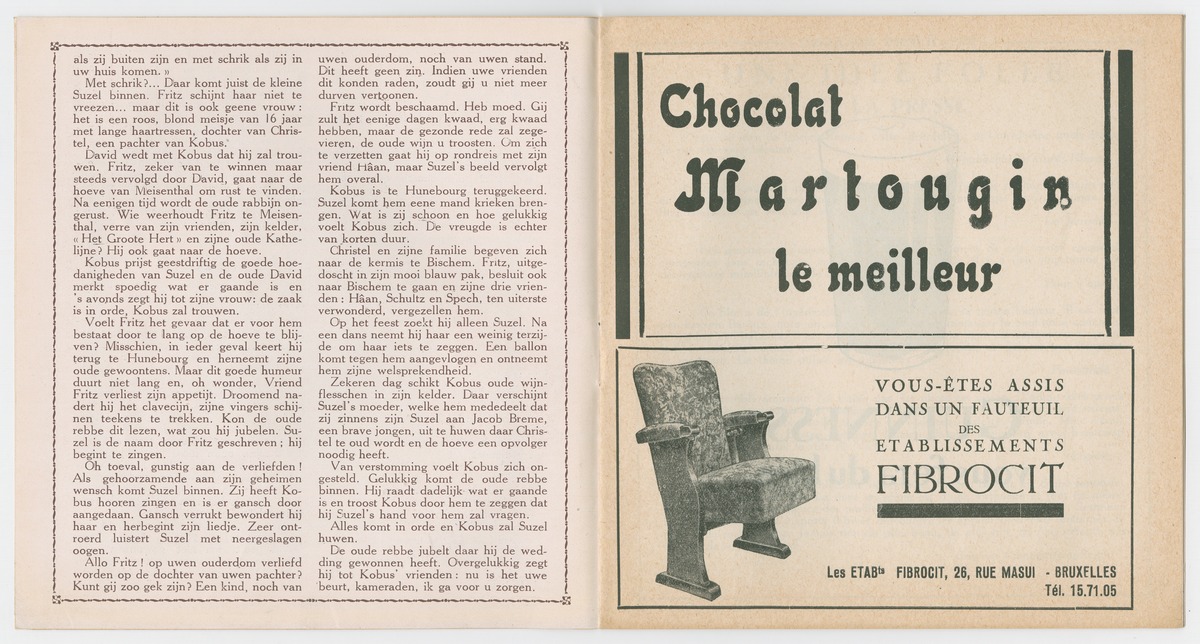 als zij buiten zijn en met schrik als zij in
uw huis komen. »
Met schrik?... Daar komt juist de kleine
Suzel binnen. Fritz schijnt haar niet te
vreezen... maar dit is ook geene vrouw :
het is een roos, blond meisje van 16 jaar
met lange haartressen, dochter van Chris-
tel, een pachter van Kobus.
David wedt met Kobus dat hij zal trou-
wen. Fritz, zeker van te winnen maar
steeds vervolgd door David, gaat naar de
hoeve van Meisenthal om rust te vinden.
Na eenigen tijd wordt de oude rabbijn on-
gerust. Wie weerhoudt Fritz te Meisen-
thal, verre van zijn vrienden, zijn kelder,
« Het Groote Hert » en zijne oude Kathe-
lijne? Hij ook gaat naar de hoeve.
Kobus prijst geestdriftig de goede hoe-
danigheden van Suzel en de oude David
merkt spoedig wat er gaande is en
's avonds zegt hij tot zijne vrouw: de zaak
is in orde, Kobus zal trouwen.
Voelt Fritz het gevaar dat er voor hem
bestaat door te lang op de hoeve te blij-
ven? Misschien, in ieder geval keert hij
terug te Hunebourg en herneemt zijne
oude gewoontens. Maar dit goede humeur
duurt niet lang en, oh wonder, Vriend
Fritz verliest zijn appetijt. Droomend na-
dert hij het clavecijn, zijne vingers schij-
nen teekens te trekken. Kon de oude
rebbe dit lezen, wat zou hij jubelen. Su-
zel is de naam door Fritz geschreven ; hij
begint te zingen.
Oh toeval, gunstig aan de verliefden !
Als gehoorzamende aan zijn geheimen
wensch komt Suzel binnen. Zij heeft Ko-
bus hooren zingen en is er gansch door
aangedaan. Gansch verrukt bewondert hij
haar en herbegint zijn liedje. Zeer ont-
roerd luistert Suzel met neergeslagen
oogen.
Allo Fritz ! op uwen ouderdom verliefd
worden op de dochter van uwen pachter?
Kunt gij zoo gek zijn? Een kind, noch van
uwen ouderdom, noch van uwen stand.
Dit heeft geen zin. Indien uwe vrienden
dit konden raden, zoudt gij u niet meer
durven vertoonen.
Fritz wordt beschaamd. Heb moed. Gij
zult het eenige dagen kwaad, erg kwaad
hebben, maar de gezonde rede zal zege-
vieren, de oude wijn u troosten. Om zich
te verzetten gaat hij op rondreis met zijn
vriend Hâan, maar Suzel's beeld vervolgt
hem overal.
Kobus is te Hunebourg teruggekeerd.
Suzel komt hem eene mand krieken bren-
gen. Wat is zij schoon en hoe gelukkig
voelt Kobus zich. De vreugde is echter
van korten duur.
Christel en zijne familie begeven zich
naar de kermis te Bischem. Fritz, uitge-
doscht in zijn mooi blauw pak, besluit ook
naar Bischem te gaan en zijne drie vrien-
den : Hâan, Schultz en Spech, ten uiterste
verwonderd, vergezellen hem.
Op het feest zoekt hij alleen Suzel. Na
een dans neemt hij haar een weinig terzij-
de om haar iets te zeggen. Een ballon
komt tegen hem aangevlogen en ontneemt
hem zijne welsprekendheid.
Zekeren dag schikt Kobus oude wijn-
flesschen in zijn kelder. Daar verschijnt
Suzel's moeder, welke hem mededeelt dat
zij zinnens zijn Suzel aan Jacob Breme,
een brave jongen, uit te huwen daar Chris-
tel te oud wordt en de hoeve een opvolger
noodig heeft.
Van verstomming voelt Kobus zich on-
gesteld. Gelukkig komt de oude rebbe
binnen. Hij raadt dadelijk wat er gaande
is en troost Kobus door hem te zeggen dat
hij Suzel's hand voor hem zal vragen.
Alles komt in orde en Kobus zal Suzel
huwen.
De oude rebbe jubelt daar hij de wed-
ding gewonnen heeft. Overgelukkig zegt
hij tot Kobus' vrienden : nu is het uwe
beurt, kameraden, ik ga voor u zorgen.
Chocolat
Martougin
le meilleur
VOUS-ÊTES ASSIS
DANS UN FAUTEUIL
DES
ETABLISSEMENTS
FIBROCIT
Les ETABts FIBROCIT, 26, RUE MASUI - BRUXELLES
Tél. 15.71.05